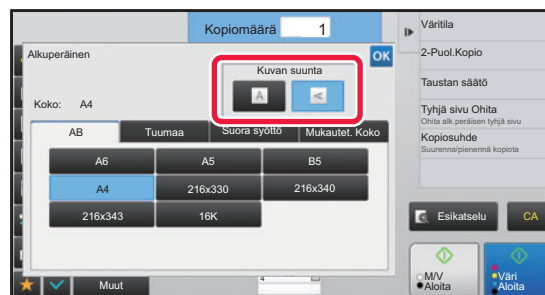 Kopiomäärä 1
Alkuperäinen
OK
Kuvan suunta
A A
Koko: A4
AB Tuumaa Suora syöttö Mukautet. Koko
A6 A5 B5
A4 216x330 216x340
216x343 16K
Muut
Väritila
2-Puol.Kopio
Taustan säätö
Tyhjä sivu Ohita
Ohita alk.peräisen tyhjä sivu
Kopiosuhde
Suurenna/pienennä kopiota
Esikatselu CA
M/V
Aloita
Väri
Aloita